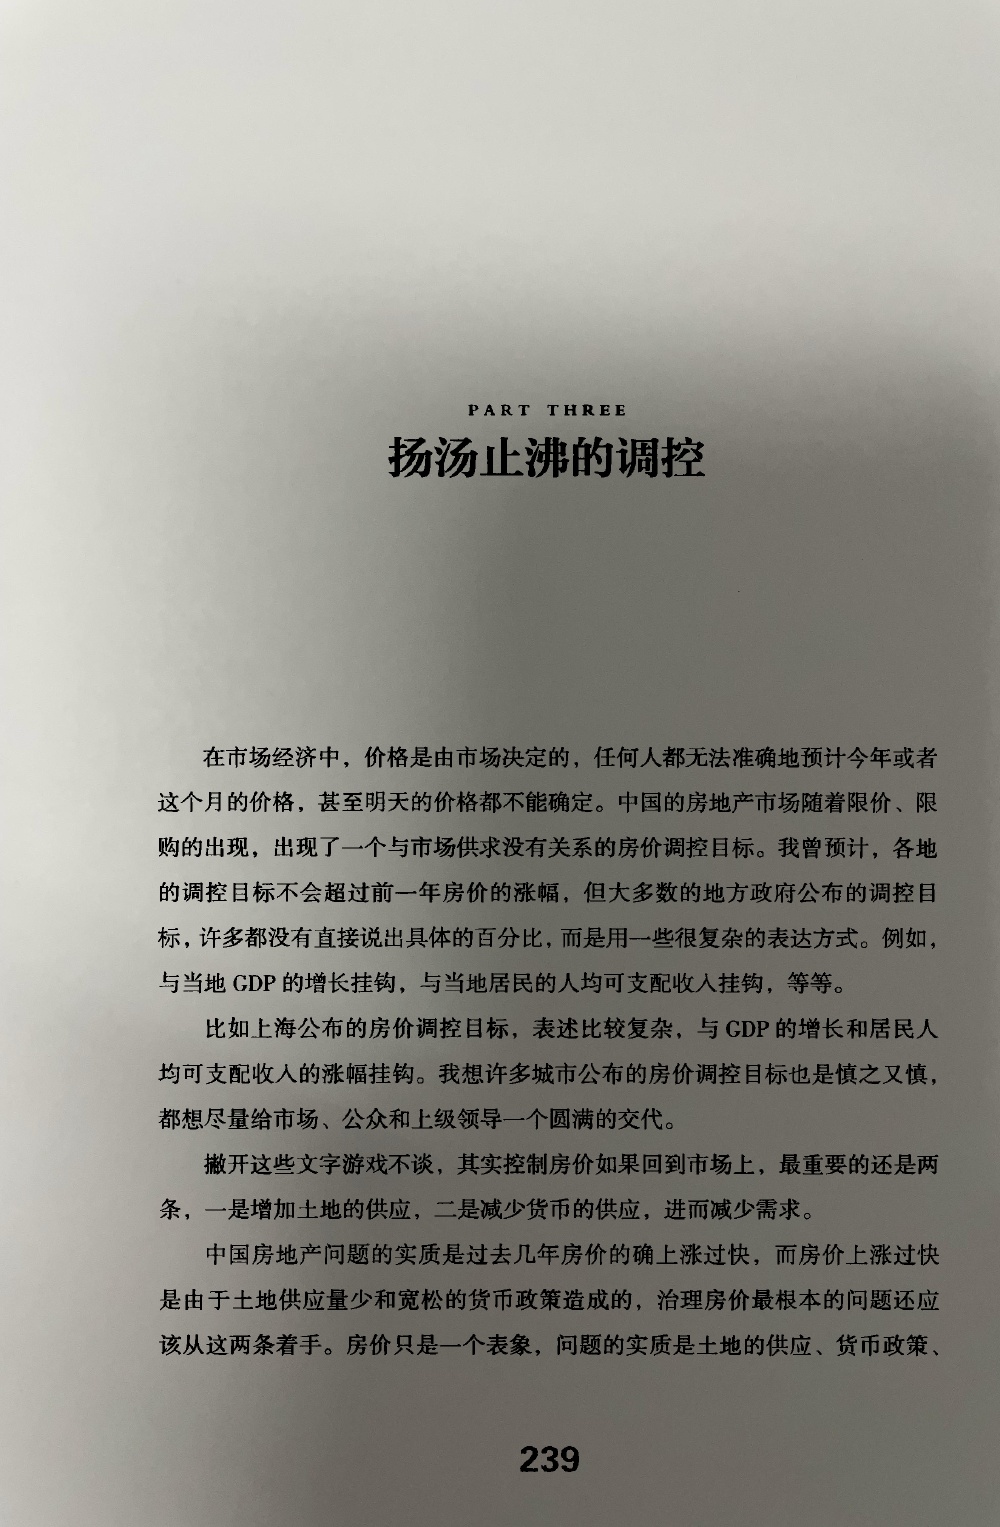 PART THREE
扬汤止沸的调控
在市场经济中，价格是由市场决定的，任何人都无法准确地预计今年或者
这个月的价格，甚至明天的价格都不能确定。中国的房地产市场随着限价、限
购的出现，出现了一个与市场供求没有关系的房价调控目标。我曾预计，各地
的调控目标不会超过前一年房价的涨幅，但大多数的地方政府公布的调控目
标，许多都没有直接说出具体的百分比，而是用一些很复杂的表达方式。例如，
与当地 GDP 的增长挂钩，与当地居民的人均可支配收入挂钩，等等。
比如上海公布的房价调控目标，表述比较复杂，与 GDP 的增长和居民人
均可支配收入的涨幅挂钩。我想许多城市公布的房价调控目标也是慎之又慎，
都想尽量给市场、公众和上级领导一个圆满的交代。
撇开这些文字游戏不谈，其实控制房价如果回到市场上，最重要的还是两
条，一是增加土地的供应，二是减少货币的供应，进而减少需求。
中国房地产问题的实质是过去几年房价的确上涨过快，而房价上涨过快
是由于土地供应量少和宽松的货币政策造成的，治理房价最根本的问题还应
该从这两条着手。房价只是一个表象，问题的实质是土地的供应、货币政策、
239